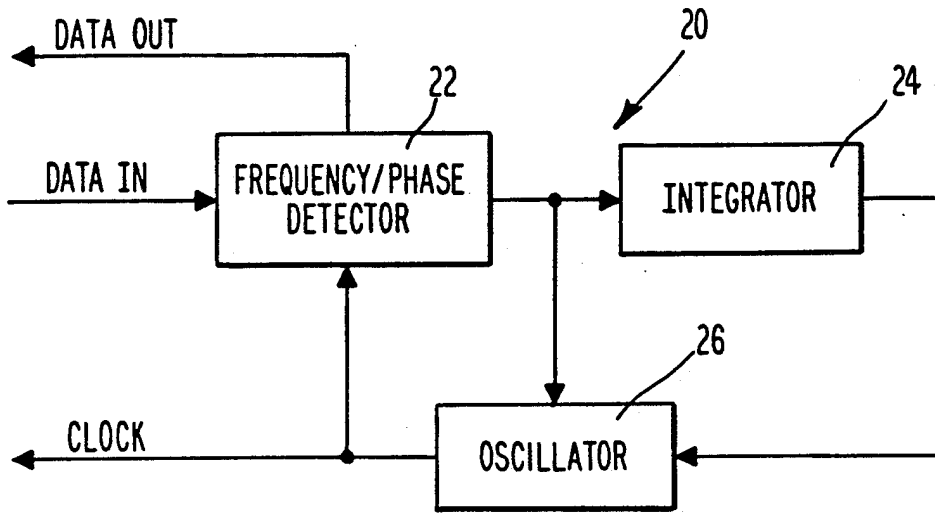 DATA OUT
20
22
24
DATA IN
FREQUENCY/PHASE
DETECTOR
INTEGRATOR
26
CLOCK
OSCILLATOR